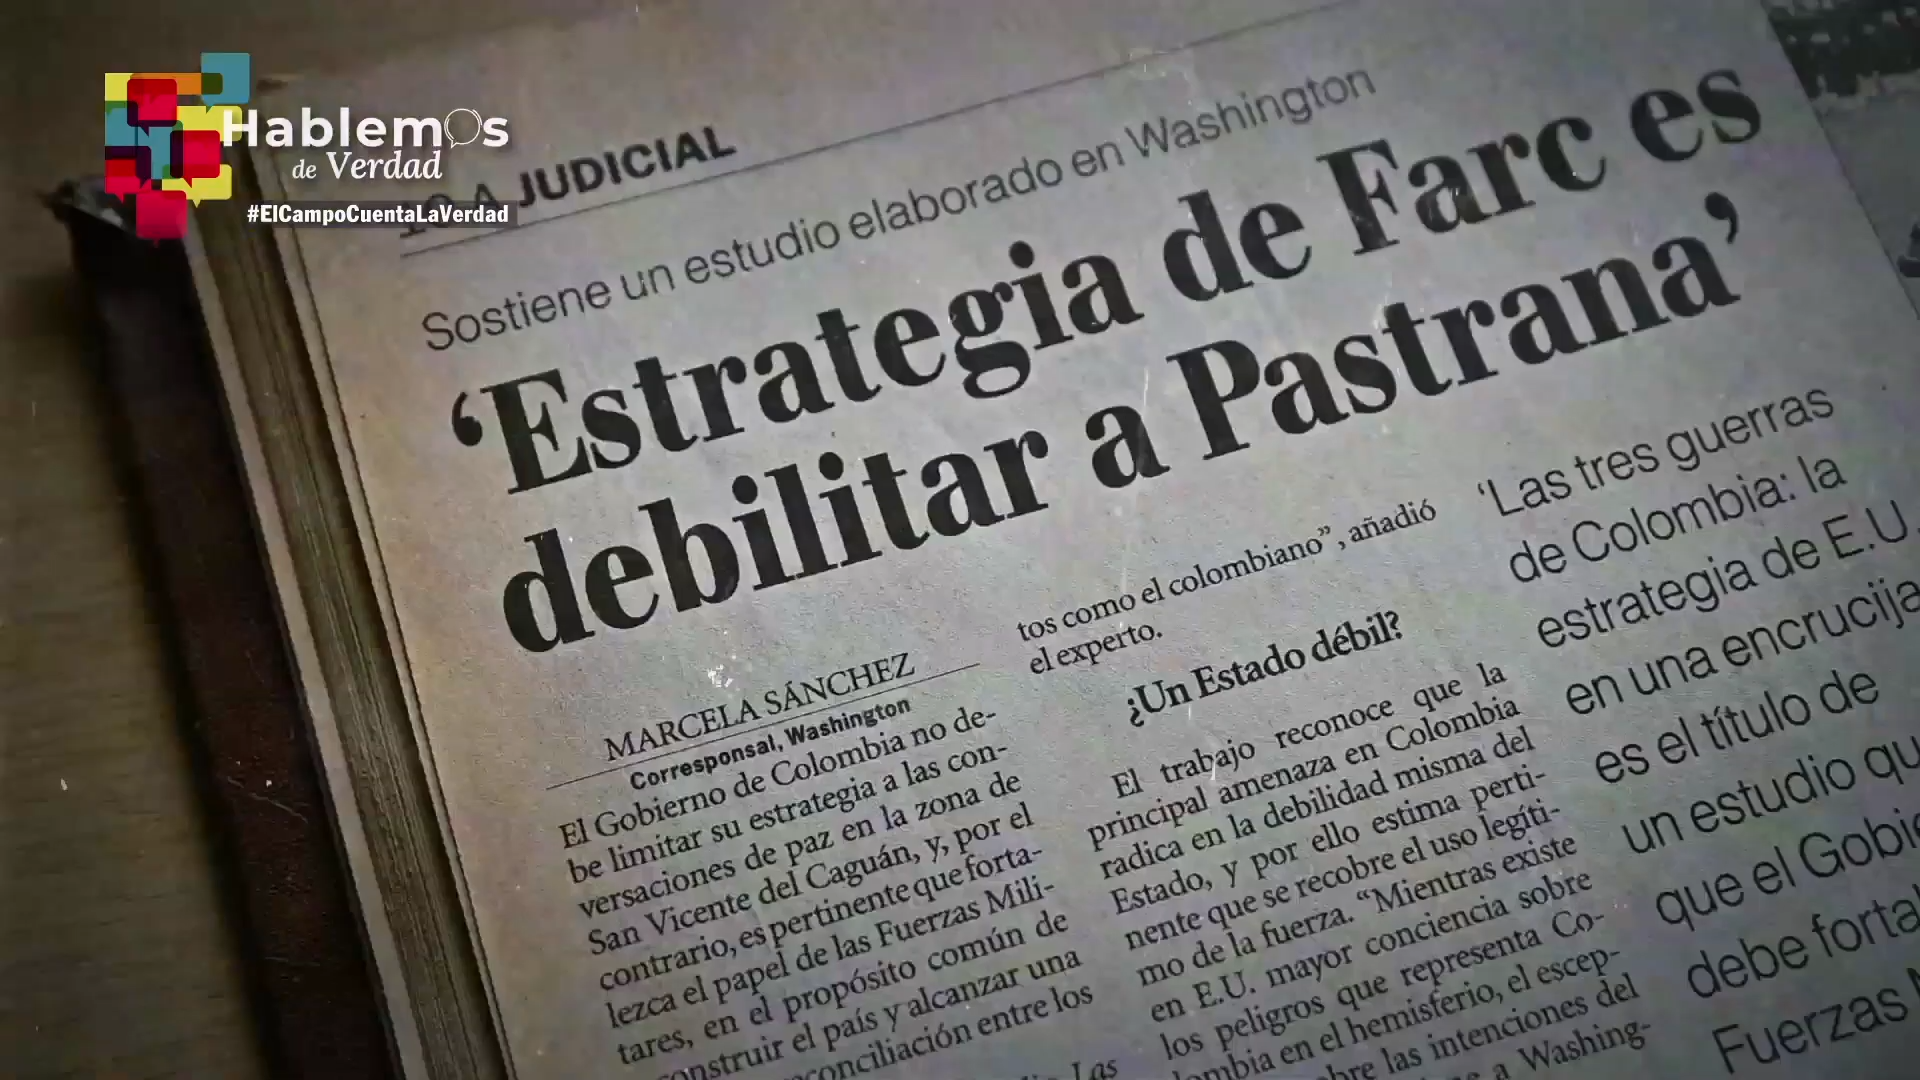 Hablemos
de Verdad
#ElCampoCuentaLaVerdad
10 A JUDICIAL
Sostiene un estudio elaborado en Washington
‘Estrategia de Farc es
debilitar a Pastrana’
MARCELA SÁNCHEZ
Corresponsal, Washington
El Gobierno de Colombia no de-
be limitar su estrategia a las con-
versaciones de paz en la zona de
San Vicente del Caguán, y, por el
contrario, es pertinente que forta-
lezca el papel de las Fuerzas Mili-
tares, en el propósito común de
construir el país y alcanzar una
conciliación entre los
tos como el colombiano”, añadió
el experto.
¿Un Estado débil?
El trabajo reconoce que la
principal amenaza en Colombia
radica en la debilidad misma del
Estado, y por ello estima perti-
nente que se recobre el uso legíti-
mo de la fuerza. “Mientras existe
en E.U. mayor conciencia sobre
los peligros que representa Co-
lombia en el hemisferio, el escep-
las intenciones del
a Washing-
Las
‘Las tres guerras
de Colombia: la
estrategia de E.U.
en una encrucija
es el título de
un estudio qu
que el Gobie
debe fortal
Fuerzas M